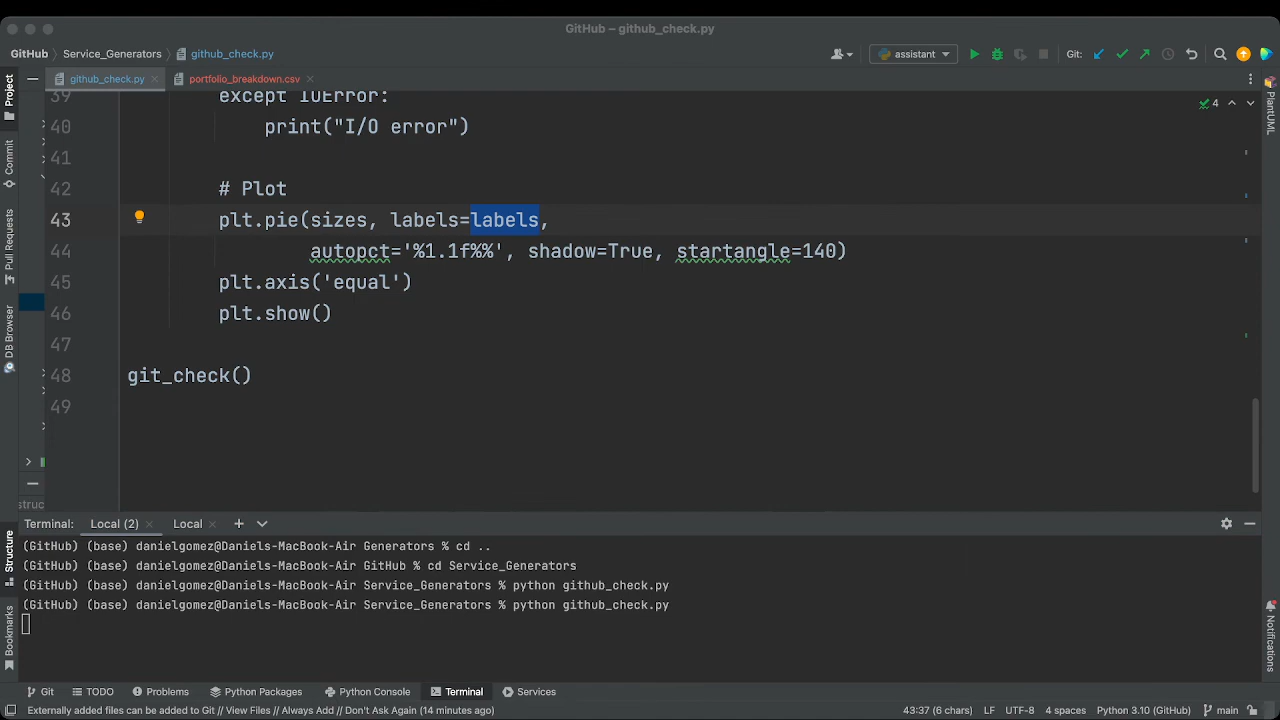 GitHub – github_check.py
GitHub Service_Generators github_check.py assistant Git:
github_check.py portfolio_breakdown.csv
39 except IOError: 4
40 print("I/O error")
41
42 # Plot
43 plt.pie(sizes, labels=labels,
44 autopct='%1.1f%%', shadow=True, startangle=140)
45 plt.axis('equal')
46 plt.show()
47
48 git_check()
49
Project
Commit
Pull Requests
DB Browser
Structure
Bookmarks
PlantUML
Notifications
struc
Terminal: Local (2) Local
(GitHub) (base) danielgomez@Daniels-MacBook-Air Generators % cd ..
(GitHub) (base) danielgomez@Daniels-MacBook-Air GitHub % cd Service_Generators
(GitHub) (base) danielgomez@Daniels-MacBook-Air Service_Generators % python github_check.py
(GitHub) (base) danielgomez@Daniels-MacBook-Air Service_Generators % python github_check.py
Git TODO Problems Python Packages Python Console Terminal Services
Externally added files can be added to Git // View Files // Always Add // Don't Ask Again (14 minutes ago) 43:37 (6 chars) LF UTF-8 4 spaces Python 3.10 (GitHub) main